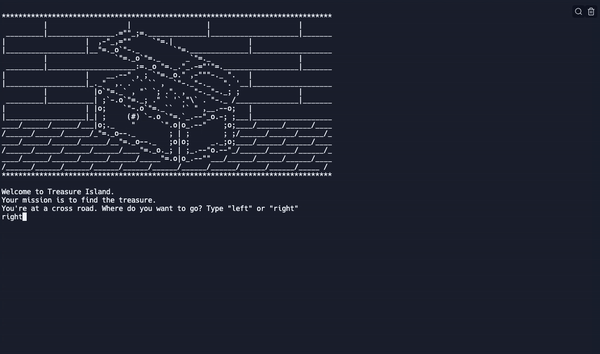 Welcome to Treasure Island.
Your mission is to find the treasure.
You're at a cross road. Where do you want to go? Type "left" or "right"
right